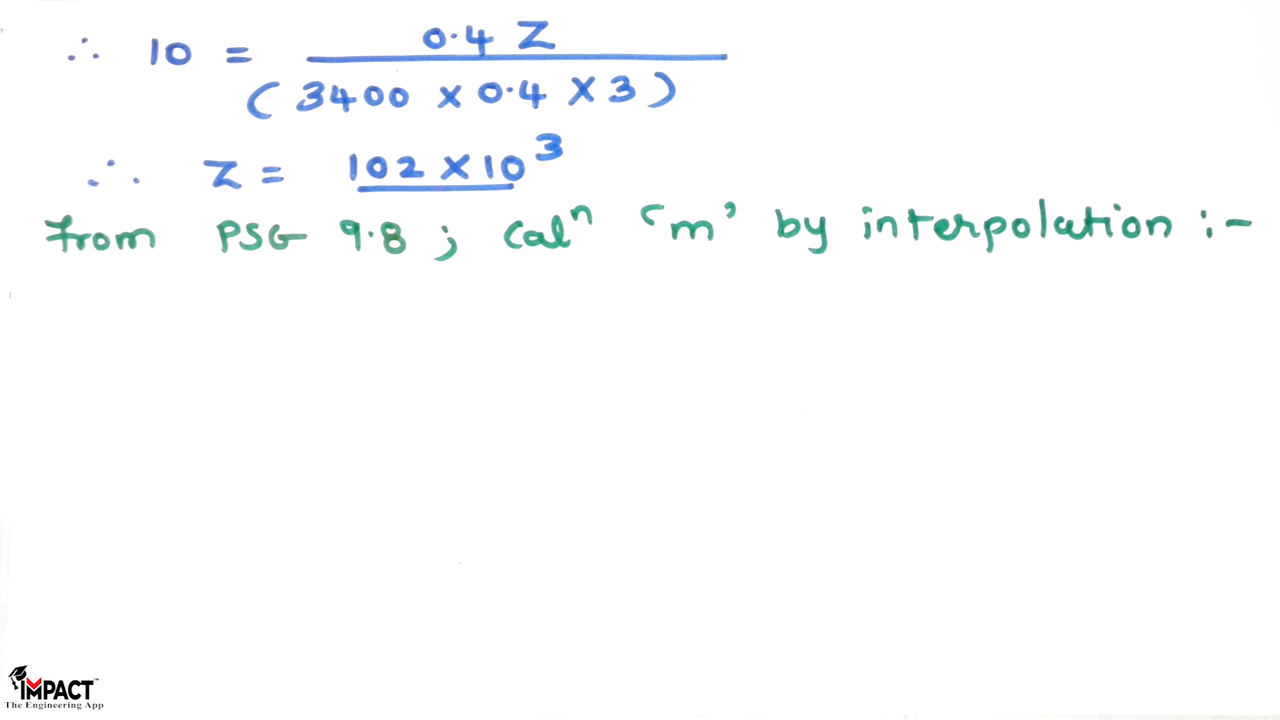 ∴ 10 = 0.4 Z
( 3400 × 0.4 × 3 )
∴ Z = 102 × 10³
From PSG 9.8 ; calⁿ 'm' by interpolation :-
IMPACT™
The Engineering App